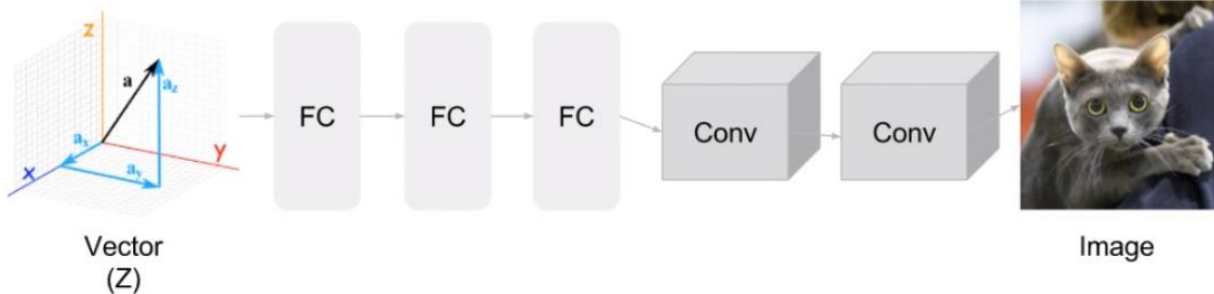 z
a
a_z
a_x
a_y
x
y
FC
FC
FC
Conv
Conv
Vector
(Z)
Image